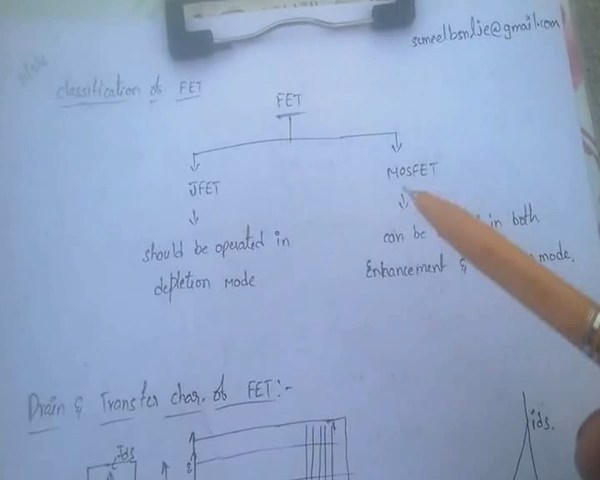 suneelbsnlje@gmail.com
classification of FET
FET
JFET
MOSFET
should be operated in
depletion mode
can be in both
Enhancement & mode.
Drain & Transfer char. of FET:-
Ids
ids.